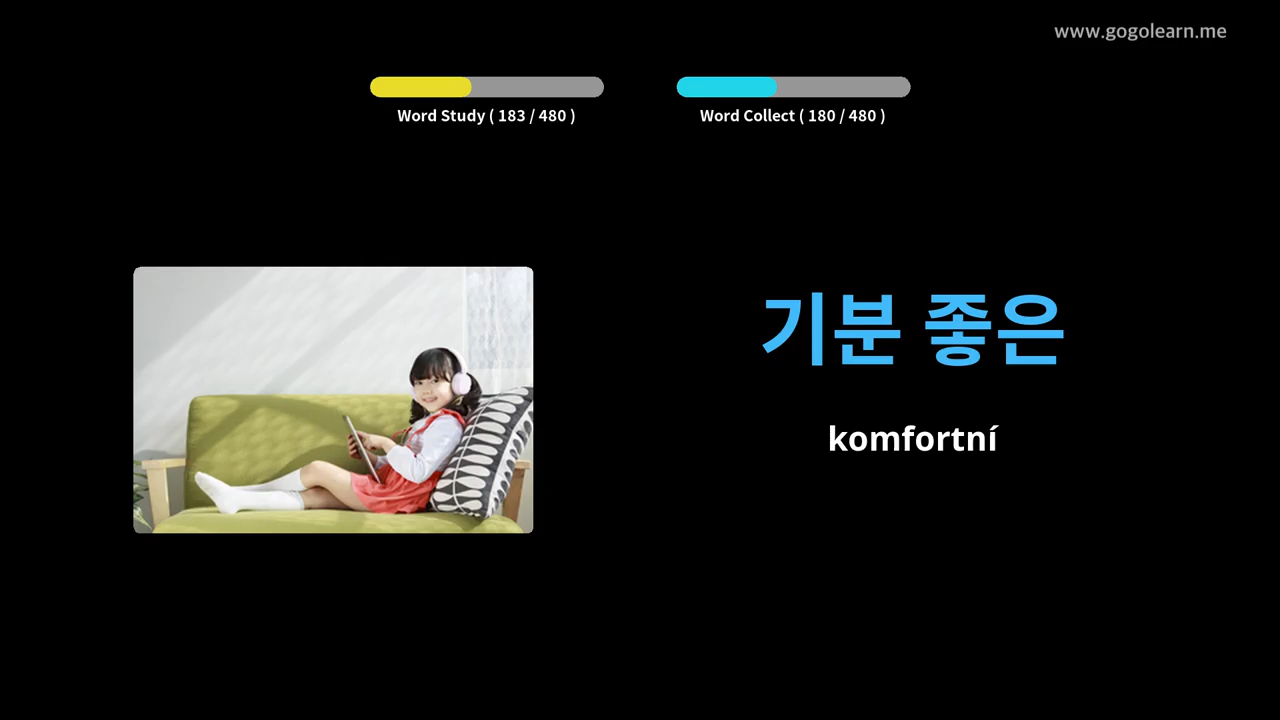 www.gogolearn.me
Word Study ( 183 / 480 )
Word Collect ( 180 / 480 )
기분 좋은
komfortní